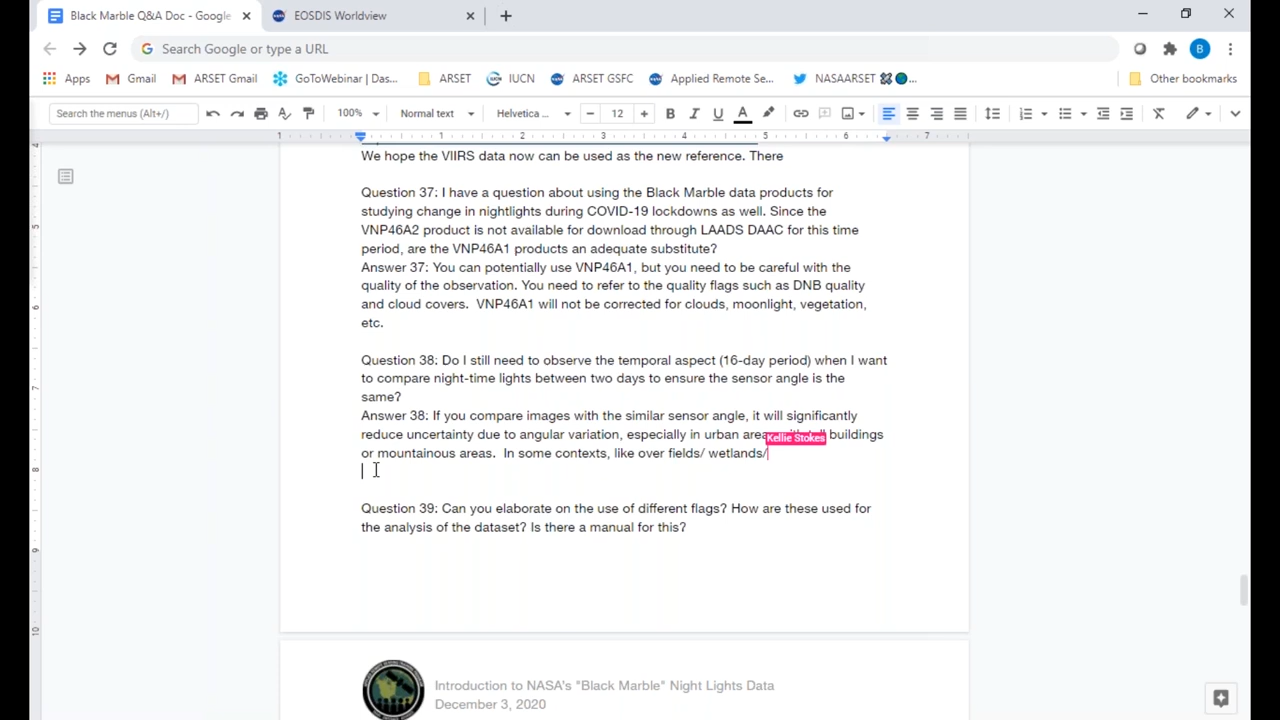 Black Marble Q&A Doc - Google
EOSDIS Worldview
Search Google or type a URL
B
Apps
Gmail
ARSET Gmail
GoToWebinar | Das...
ARSET
IUCN
ARSET GSFC
Applied Remote Se...
NASAARSET
Other bookmarks
Search the menus (Alt+/)
100%
Normal text
Helvetica ...
12
B I U A
1 1 2 3 4 5 6 7
We hope the VIIRS data now can be used as the new reference. There
Question 37: I have a question about using the Black Marble data products for
studying change in nightlights during COVID-19 lockdowns as well. Since the
VNP46A2 product is not available for download through LAADS DAAC for this time
period, are the VNP46A1 products an adequate substitute?
Answer 37: You can potentially use VNP46A1, but you need to be careful with the
quality of the observation. You need to refer to the quality flags such as DNB quality
and cloud covers.  VNP46A1 will not be corrected for clouds, moonlight, vegetation,
etc.
Question 38: Do I still need to observe the temporal aspect (16-day period) when I want
to compare night-time lights between two days to ensure the sensor angle is the
same?
Answer 38: If you compare images with the similar sensor angle, it will significantly
reduce uncertainty due to angular variation, especially in urban buildings
Kellie Stokes
or mountainous areas.  In some contexts, like over fields/ wetlands/
Question 39: Can you elaborate on the use of different flags? How are these used for
the analysis of the dataset? Is there a manual for this?
Introduction to NASA's "Black Marble" Night Lights Data
December 3, 2020